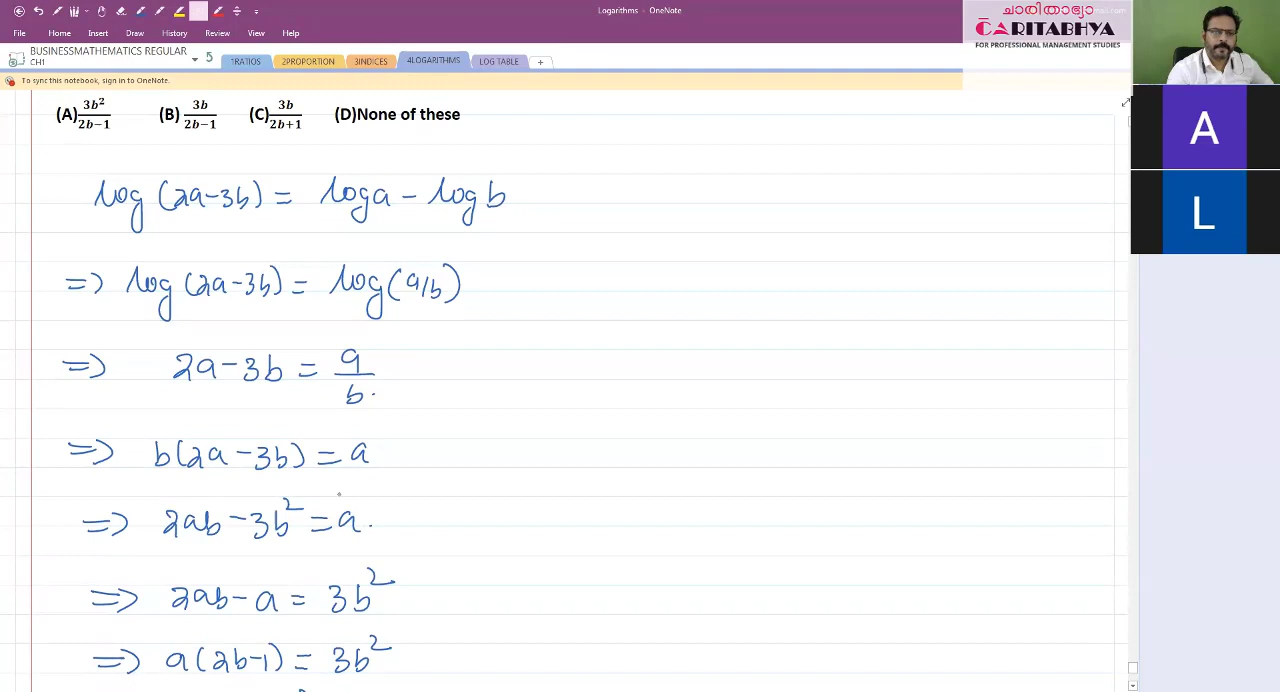 Logarithms - OneNote
ചാരിതാഭ്യാ
CARITABHYA
FOR PROFESSIONAL MANAGEMENT STUDIES
File Home Insert Draw History Review View Help
BUSINESSMATHEMATICS REGULAR
CH1
1RATIOS 2PROPORTION 3INDICES 4LOGARITHMS LOG TABLE +
To sync this notebook, sign in to OneNote.
(A) 3b²/2b−1 (B) 3b/2b−1 (C) 3b/2b+1 (D)None of these
log (2a-3b) = log a - log b
=> log (2a-3b) = log (a/b)
=> 2a-3b = a/b.
=> b(2a-3b) = a
=> 2ab - 3b² = a.
=> 2ab - a = 3b²
=> a(2b-1) = 3b²
A
L